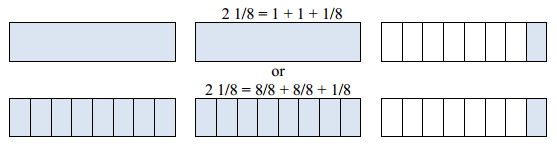 2 1/8 = 1 + 1 + 1/8
or
2 1/8 = 8/8 + 8/8 + 1/8